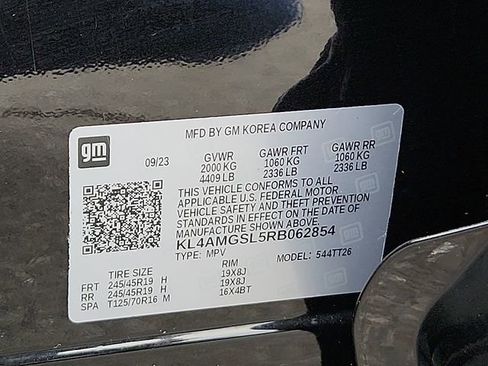 MFD BY GM KOREA COMPANY
gm 09/23 GVWR GAWR FRT GAWR RR
2000 KG 1060 KG 1060 KG
4409 LB 2336 LB 2336 LB
THIS VEHICLE CONFORMS TO ALL
APPLICABLE U.S. FEDERAL MOTOR
VEHICLE SAFETY AND THEFT PREVENTION
STANDARDS IN EFFECT ON THE DATE OF
MANUFACTURE SHOWN ABOVE.
KL4AMGSL5RB062854
TYPE: MPV MODEL: 544TT26
TIRE SIZE RIM
FRT 245/45R19 H 19X8J
RR 245/45R19 H 19X8J
SPA T125/70R16 M 16X4BT